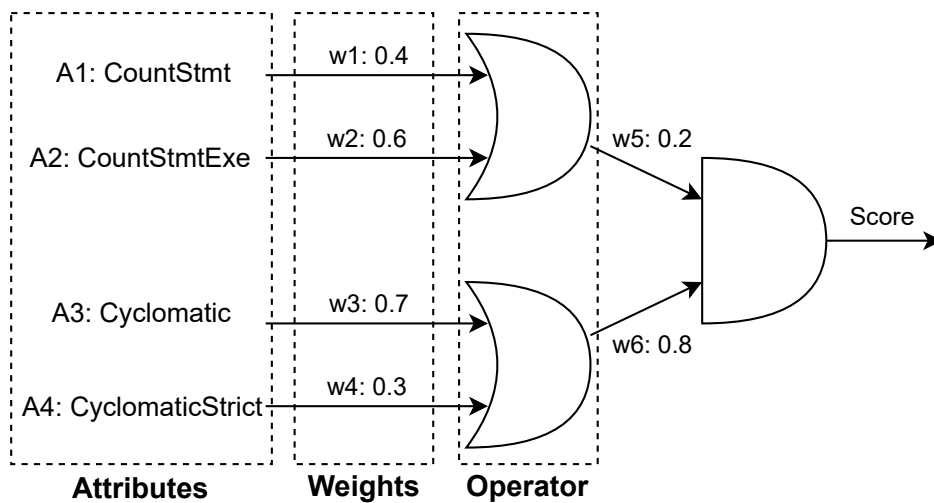 A1: CountStmt
w1: 0.4
A2: CountStmtExe
w2: 0.6
w5: 0.2
Score
A3: Cyclomatic
w3: 0.7
w6: 0.8
A4: CyclomaticStrict
w4: 0.3
Attributes
Weights
Operator